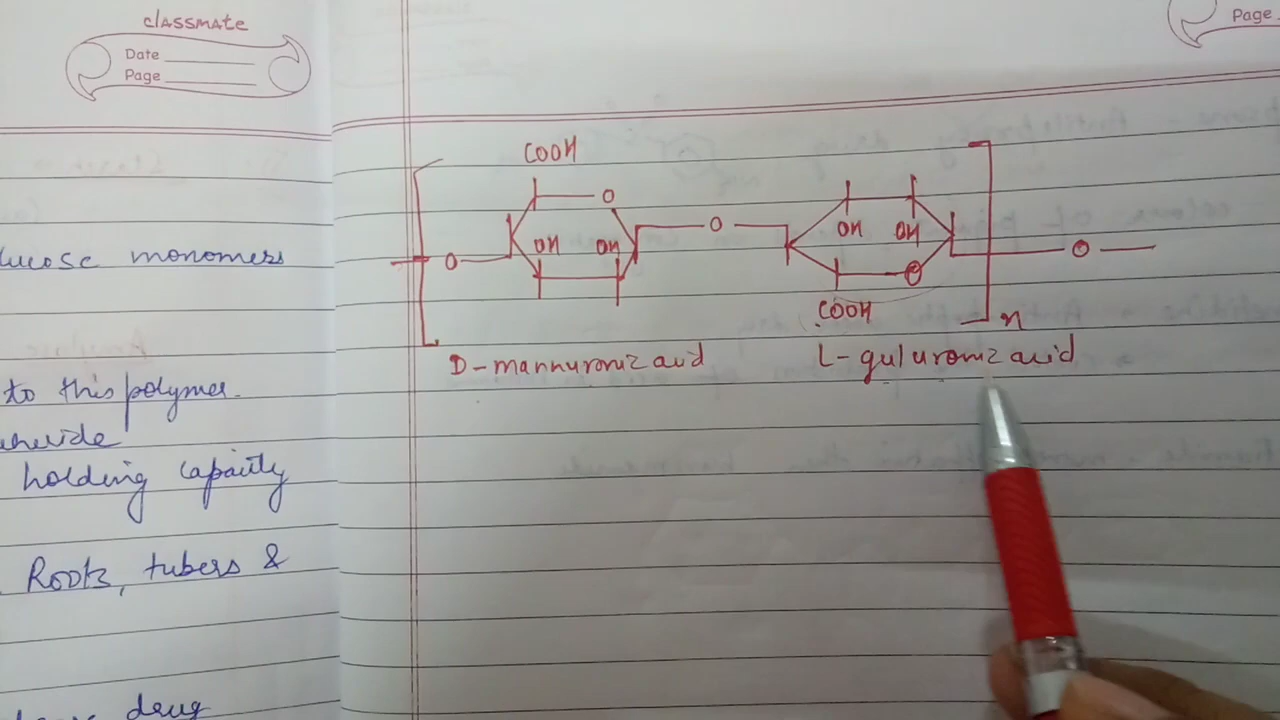 classmate
Date
Page
Page
lucose monomers
to this polymer.
holding capacity
Roots, tubers &
drug
COOH
O
O
O
OH OH
OH OH
O
O
COOH
n
D-mannuronic acid
L-guluronic acid